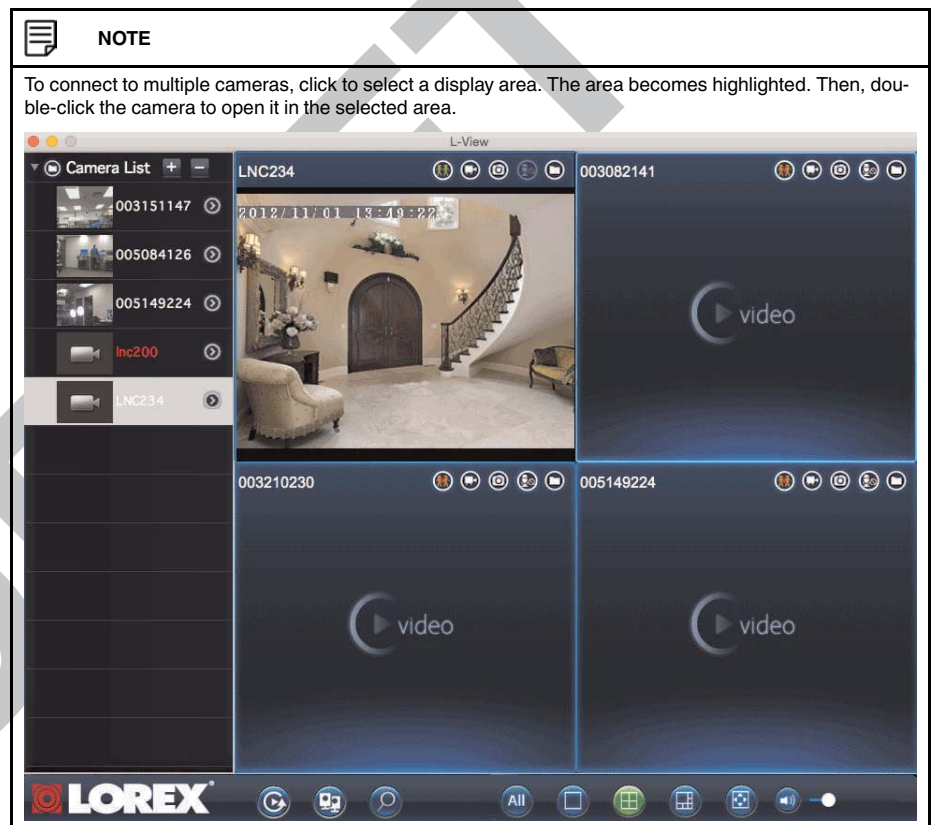 NOTE
To connect to multiple cameras, click to select a display area. The area becomes highlighted. Then, dou-
ble-click the camera to open it in the selected area.
L-View
Camera List + −
003151147
005084126
005149224
lnc200
LNC234
LNC234
2012/11/01 13:49:22
003082141
video
003210230
video
005149224
video
LOREX
All